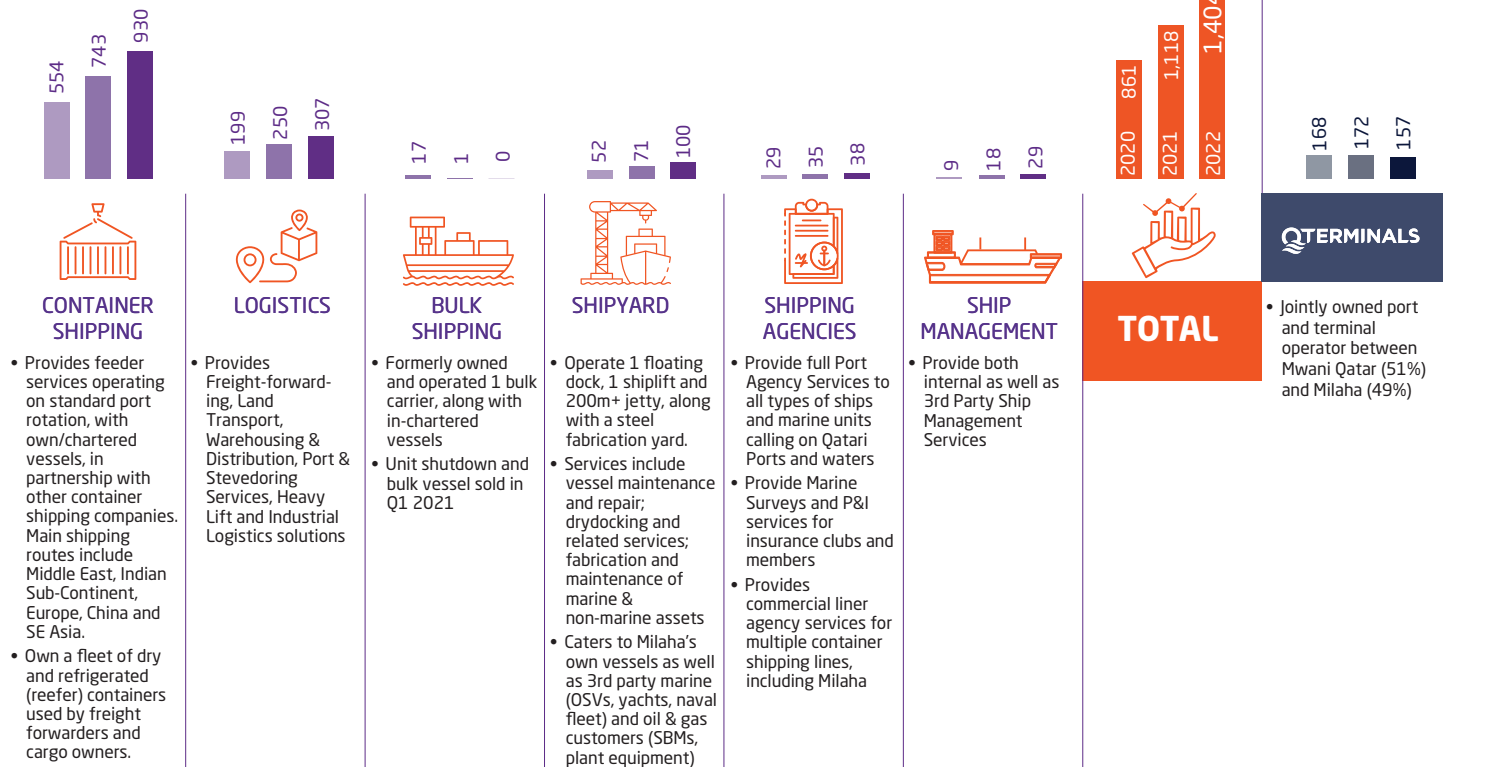 554
743
930
199
250
307
17
1
0
52
71
100
29
35
38
9
18
29
2020 861
2021 1,118
2022 1,404
168
172
157
CONTAINER
SHIPPING
• Provides feeder
services operating
on standard port
rotation, with
own/chartered
vessels, in
partnership with
other container
shipping companies.
Main shipping
routes include
Middle East, Indian
Sub-Continent,
Europe, China and
SE Asia.
• Own a fleet of dry
and refrigerated
(reefer) containers
used by freight
forwarders and
cargo owners.
LOGISTICS
• Provides
Freight-forward-
ing, Land
Transport,
Warehousing &
Distribution, Port &
Stevedoring
Services, Heavy
Lift and Industrial
Logistics solutions
BULK
SHIPPING
• Formerly owned
and operated 1 bulk
carrier, along with
in-chartered
vessels
• Unit shutdown and
bulk vessel sold in
Q1 2021
SHIPYARD
• Operate 1 floating
dock, 1 shiplift and
200m+ jetty, along
with a steel
fabrication yard.
• Services include
vessel maintenance
and repair;
drydocking and
related services;
fabrication and
maintenance of
marine &
non-marine assets
• Caters to Milaha's
own vessels as well
as 3rd party marine
(OSVs, yachts, naval
fleet) and oil & gas
customers (SBMs,
plant equipment)
SHIPPING
AGENCIES
• Provide full Port
Agency Services to
all types of ships
and marine units
calling on Qatari
Ports and waters
• Provide Marine
Surveys and P&I
services for
insurance clubs and
members
• Provides
commercial liner
agency services for
multiple container
shipping lines,
including Milaha
SHIP
MANAGEMENT
• Provide both
internal as well as
3rd Party Ship
Management
Services
TOTAL
QTERMINALS
• Jointly owned port
and terminal
operator between
Mwani Qatar (51%)
and Milaha (49%)